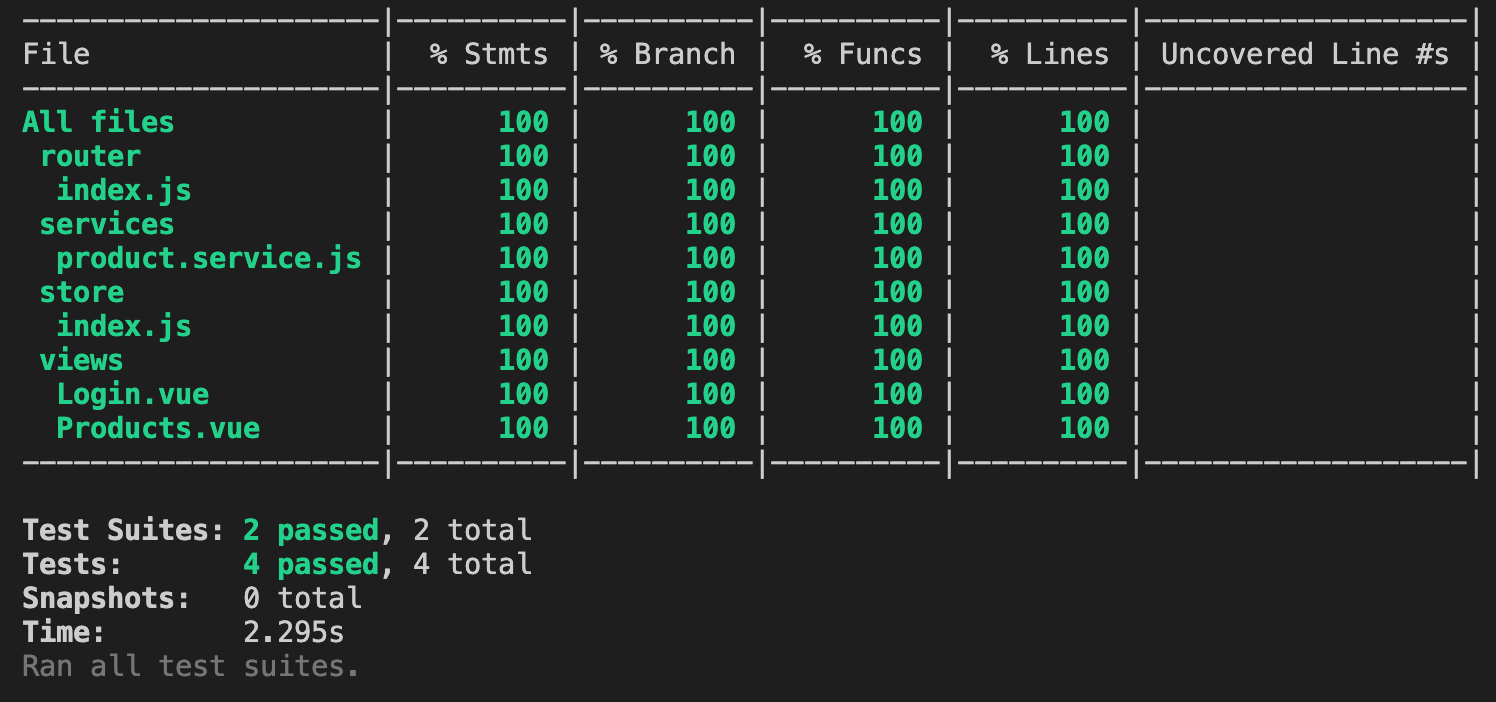 -----------------------|----------|----------|----------|----------|-------------------|
File | % Stmts | % Branch | % Funcs | % Lines | Uncovered Line #s |
-----------------------|----------|----------|----------|----------|-------------------|
All files | 100 | 100 | 100 | 100 | |
router | 100 | 100 | 100 | 100 | |
index.js | 100 | 100 | 100 | 100 | |
services | 100 | 100 | 100 | 100 | |
product.service.js | 100 | 100 | 100 | 100 | |
store | 100 | 100 | 100 | 100 | |
index.js | 100 | 100 | 100 | 100 | |
views | 100 | 100 | 100 | 100 | |
Login.vue | 100 | 100 | 100 | 100 | |
Products.vue | 100 | 100 | 100 | 100 | |
-----------------------|----------|----------|----------|----------|-------------------|
Test Suites: 2 passed, 2 total
Tests: 4 passed, 4 total
Snapshots: 0 total
Time: 2.295s
Ran all test suites.